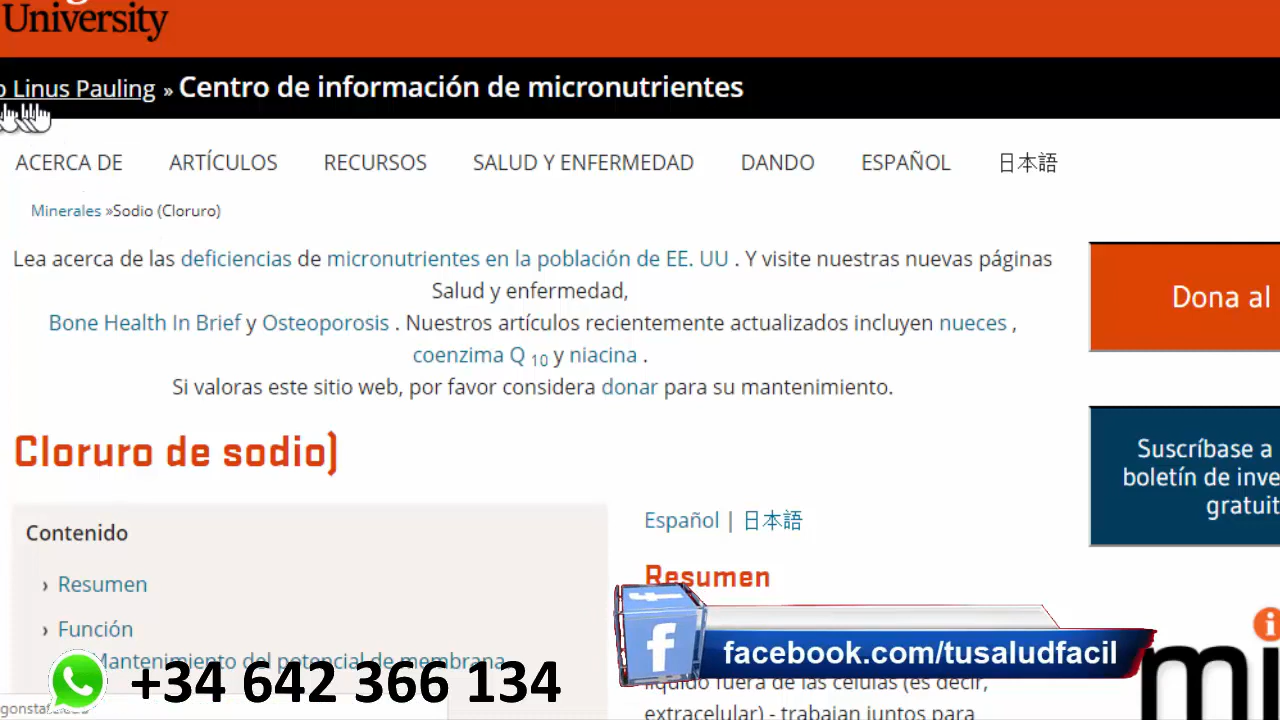 University
Linus Pauling » Centro de información de micronutrientes
ACERCA DE ARTÍCULOS RECURSOS SALUD Y ENFERMEDAD DANDO ESPAÑOL 日本語
Minerales »Sodio (Cloruro)
Lea acerca de las deficiencias de micronutrientes en la población de EE. UU . Y visite nuestras nuevas páginas
Salud y enfermedad,
Bone Health In Brief y Osteoporosis . Nuestros artículos recientemente actualizados incluyen nueces ,
coenzima Q 10 y niacina .
Si valoras este sitio web, por favor considera donar para su mantenimiento.
Dona al
Cloruro de sodio)
Suscríbase a
boletín de inve
gratuit
Contenido
› Resumen
› Función
Mantenimiento del potencial de membrana
Español | 日本語
Resumen
líquido fuera de las células (es decir,
extracelular) - trabajan juntos para
facebook.com/tusaludfacil
+34 642 366 134
mi